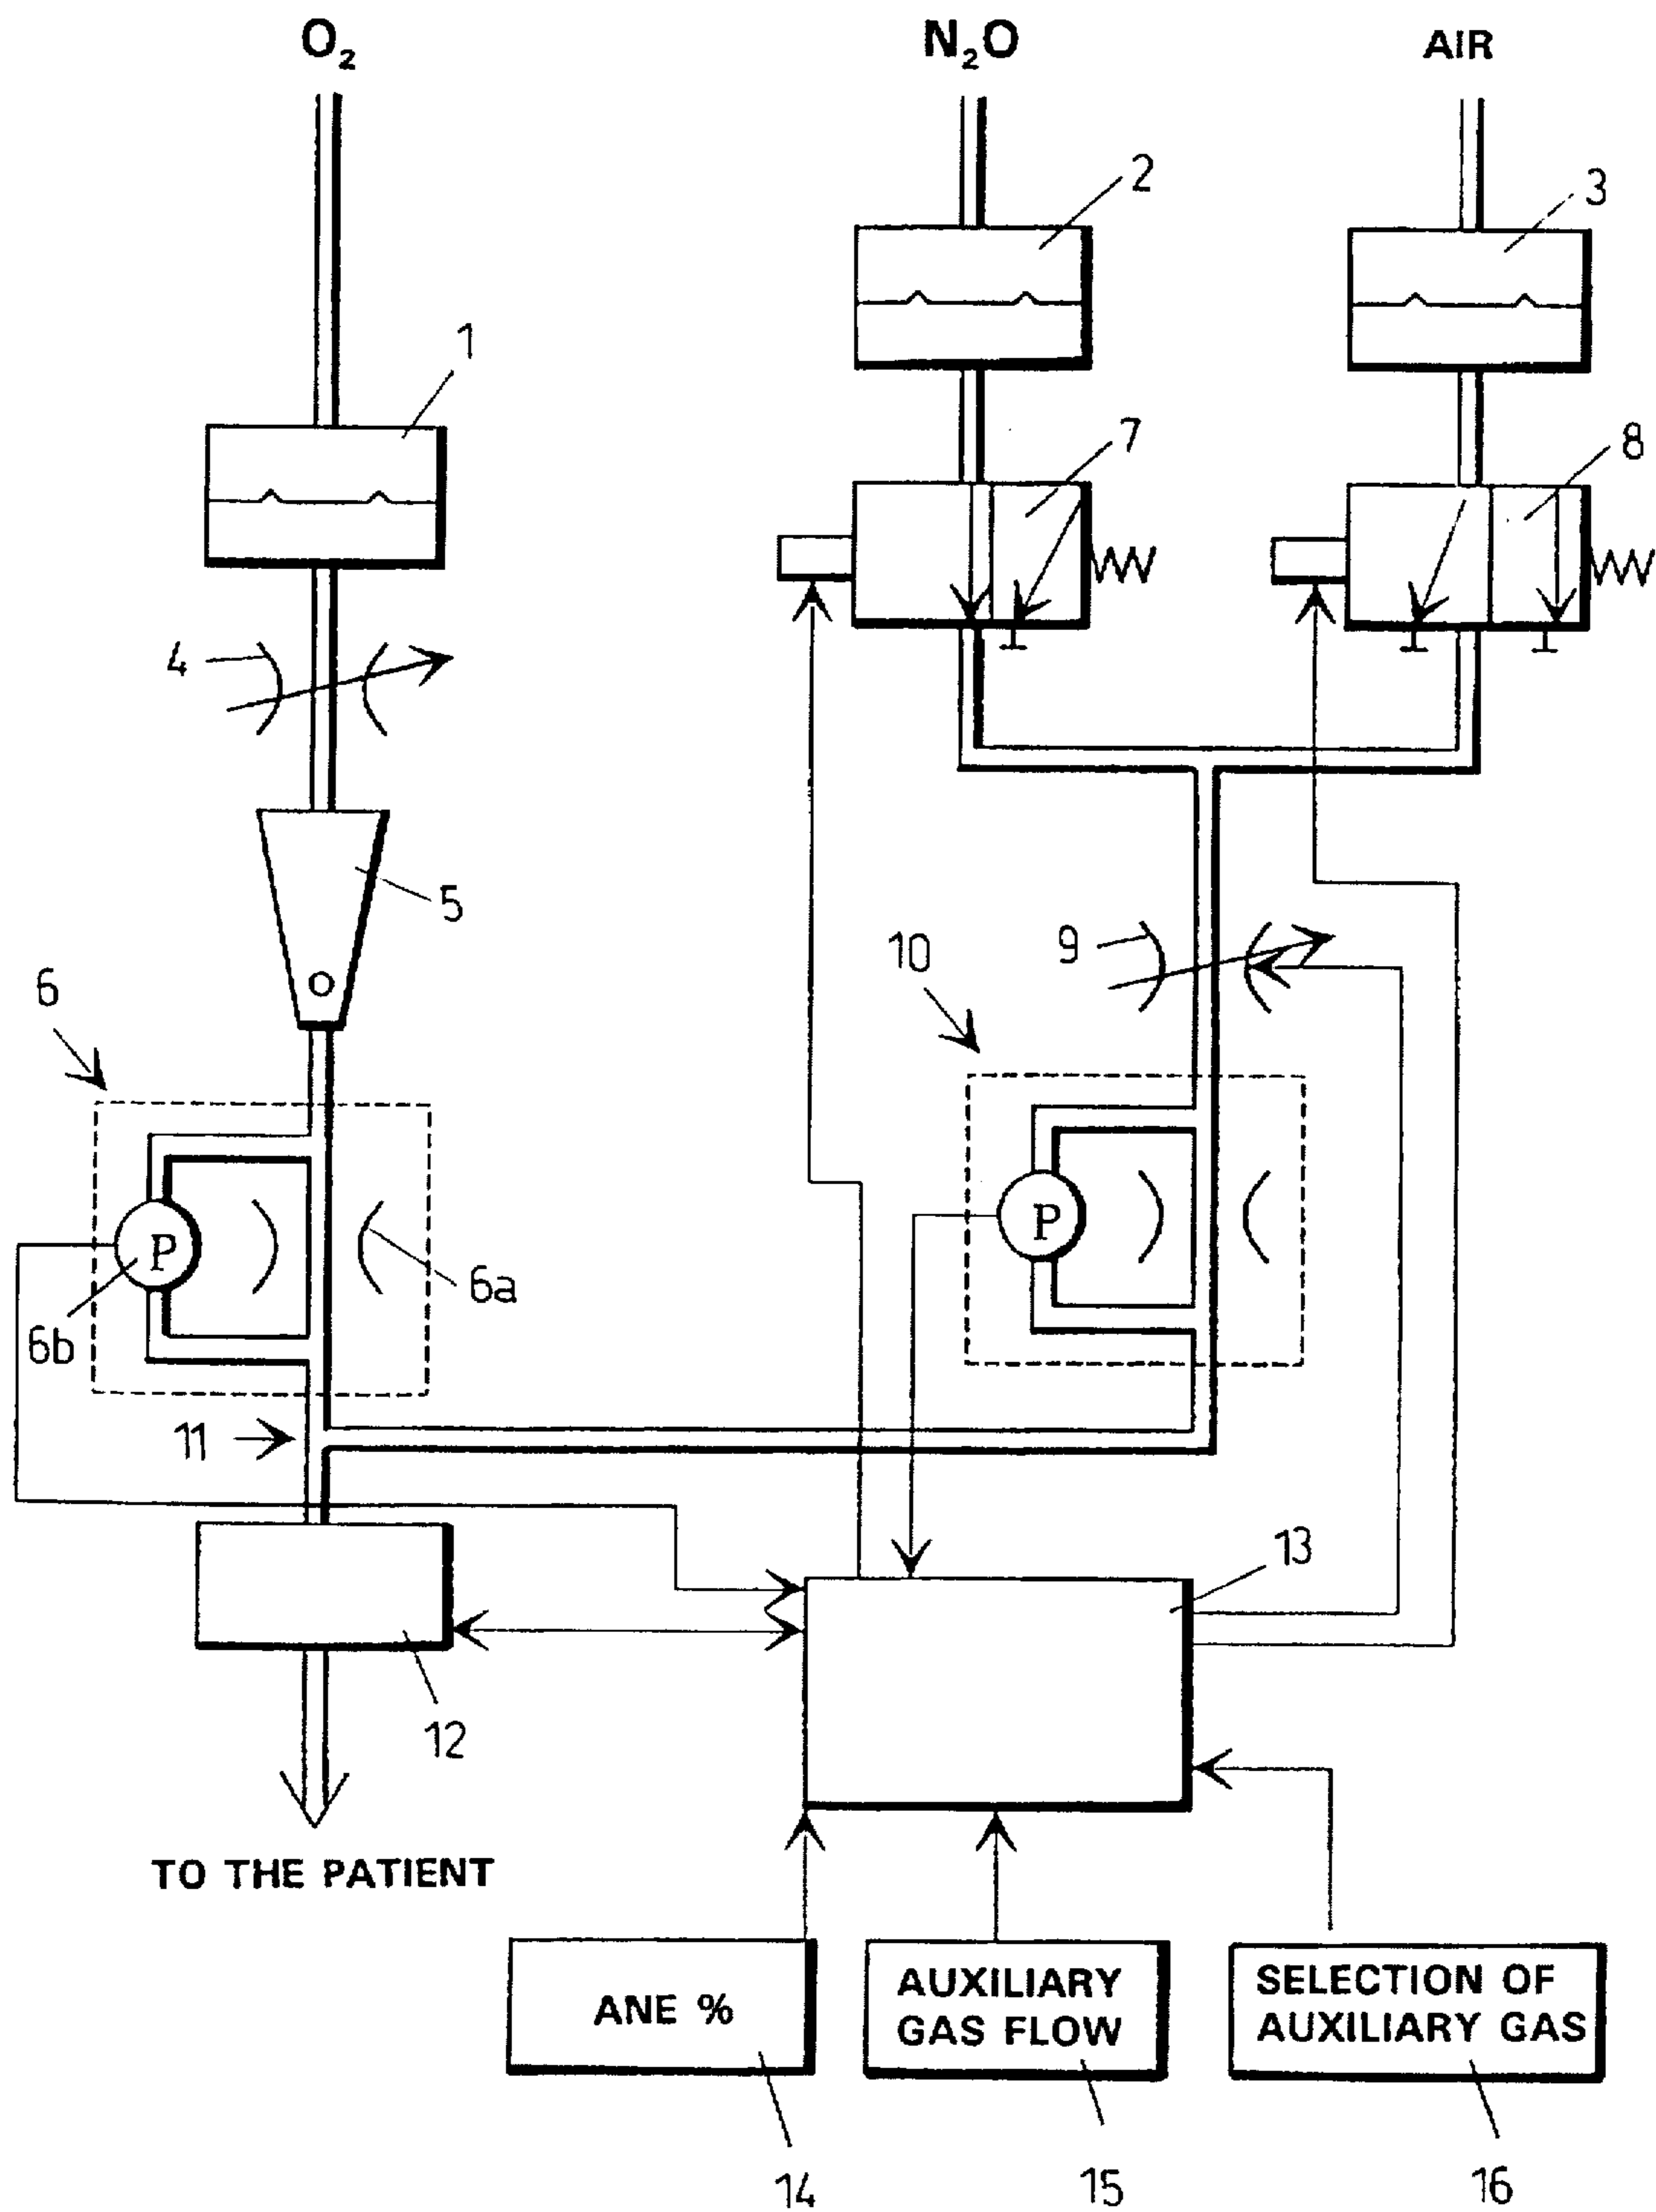 O₂
N₂O
AIR
2
3
1
7
8
4
5
9
10
6
P
P
6a
6b
11
13
12
TO THE PATIENT
ANE %
AUXILIARY
GAS FLOW
SELECTION OF
AUXILIARY GAS
14
15
16